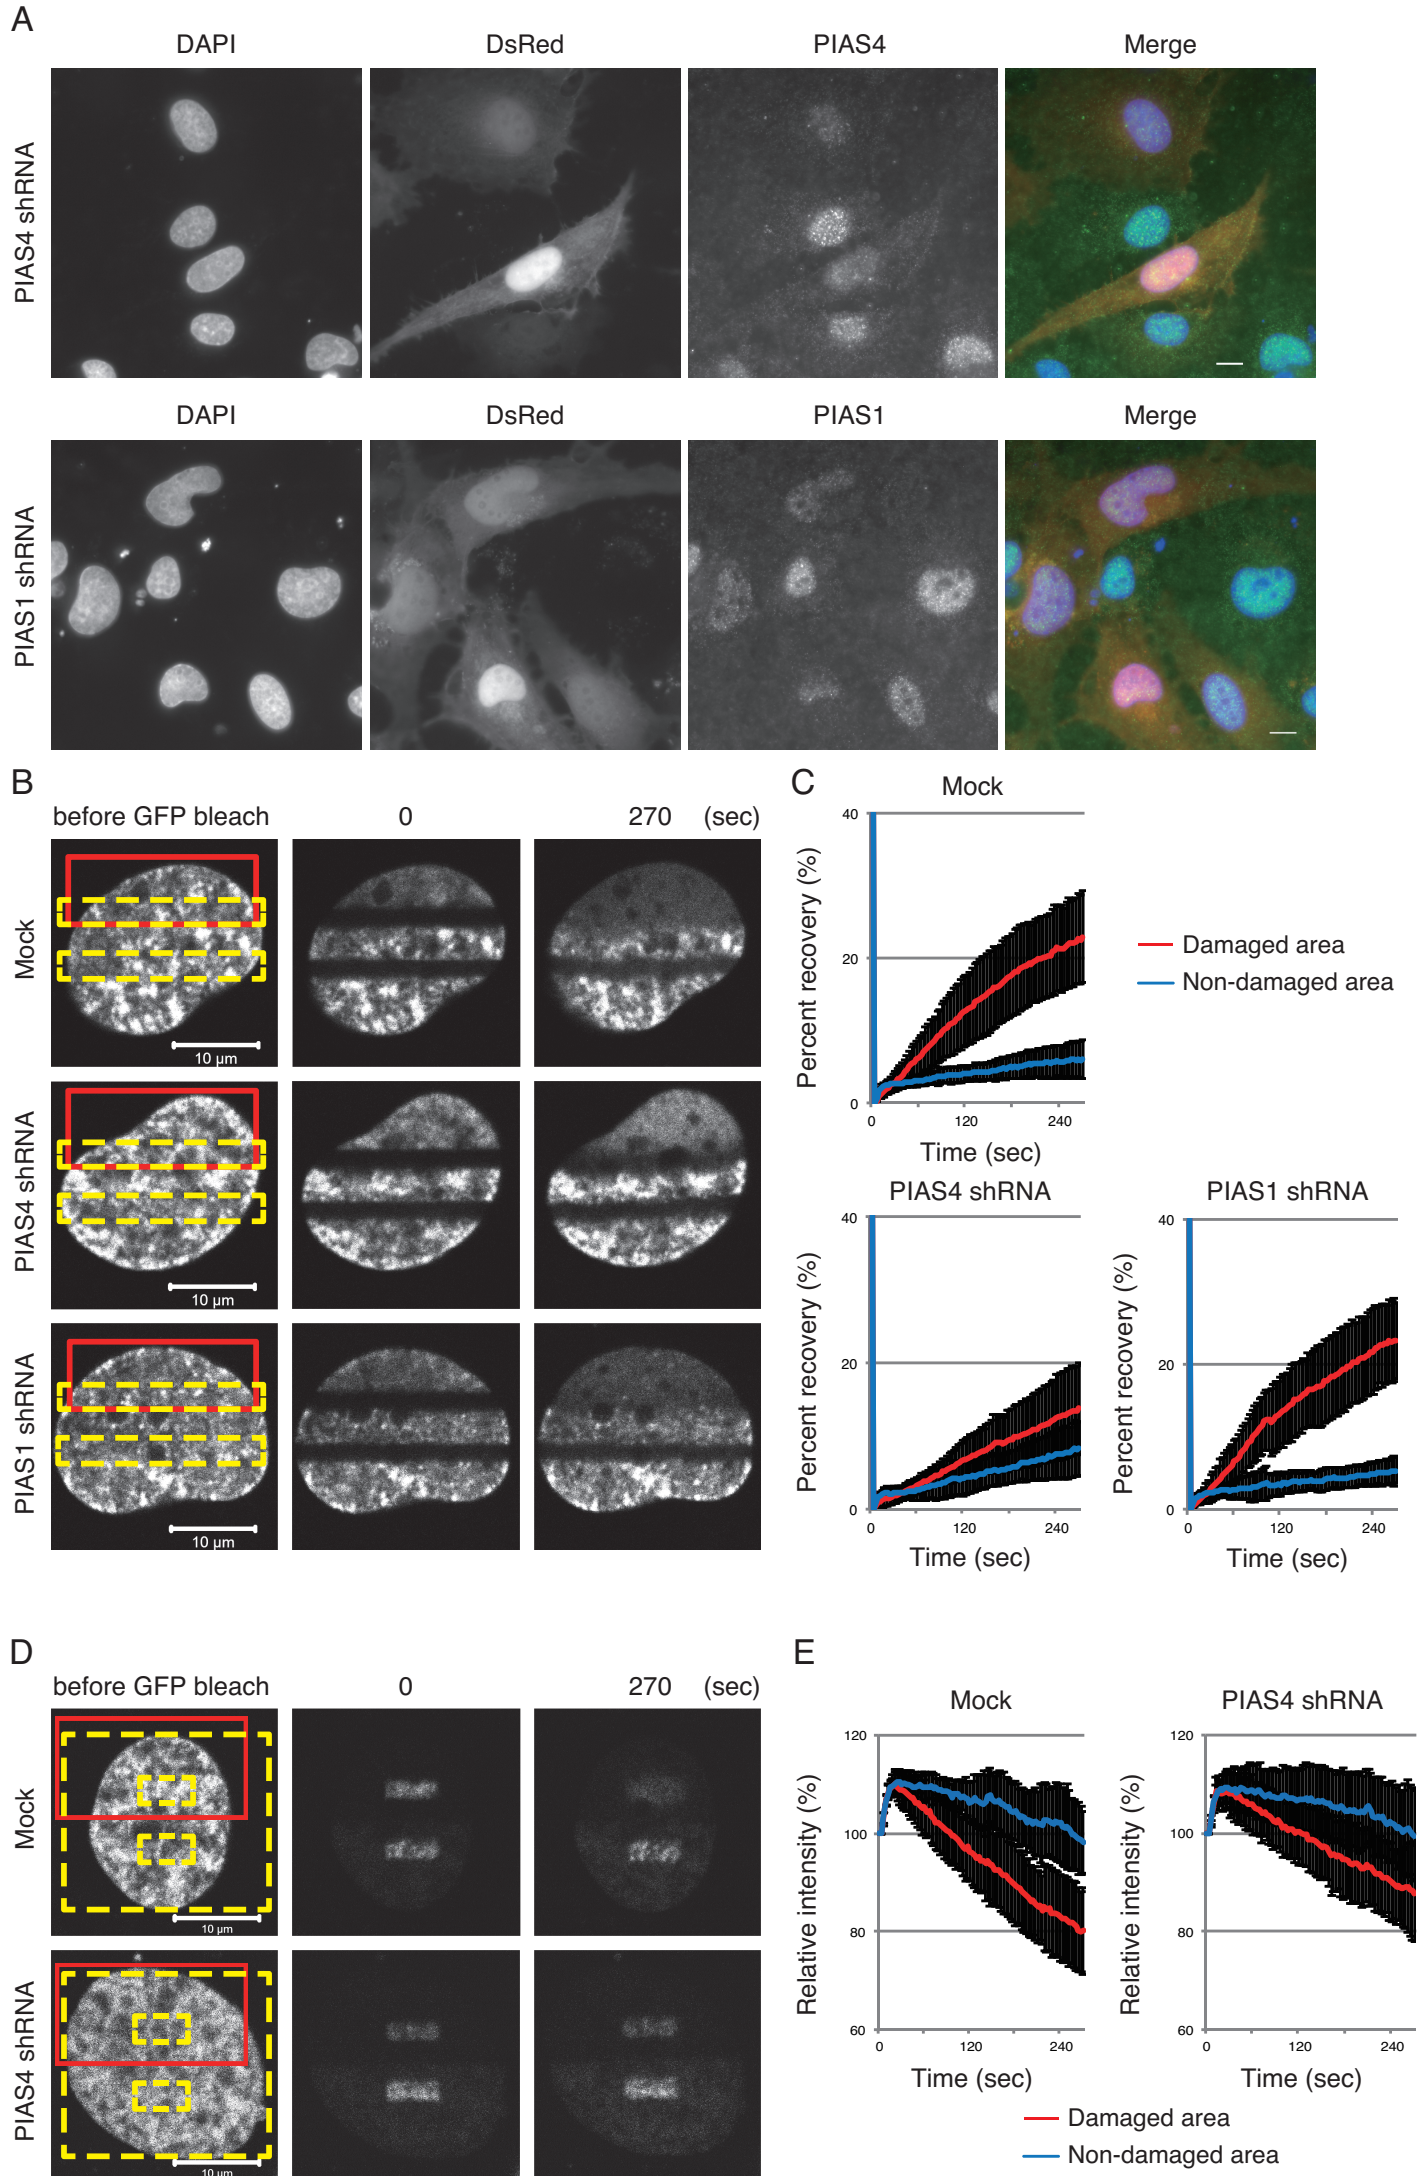 A
DAPI DsRed PIAS4 Merge
PIAS4 shRNA
DAPI DsRed PIAS1 Merge
PIAS1 shRNA
B
before GFP bleach 0 270 (sec)
Mock
10 µm
PIAS4 shRNA
10 µm
PIAS1 shRNA
10 µm
C
Mock
Percent recovery (%)
40
20
0
0 120 240
Time (sec)
Damaged area
Non-damaged area
PIAS4 shRNA
Percent recovery (%)
40
20
0
0 120 240
Time (sec)
PIAS1 shRNA
Percent recovery (%)
40
20
0
0 120 240
Time (sec)
D
before GFP bleach 0 270 (sec)
Mock
10 µm
PIAS4 shRNA
10 µm
E
Mock
Relative intensity (%)
120
100
80
60
0 120 240
Time (sec)
PIAS4 shRNA
Relative intensity (%)
120
100
80
60
0 120 240
Time (sec)
Damaged area
Non-damaged area